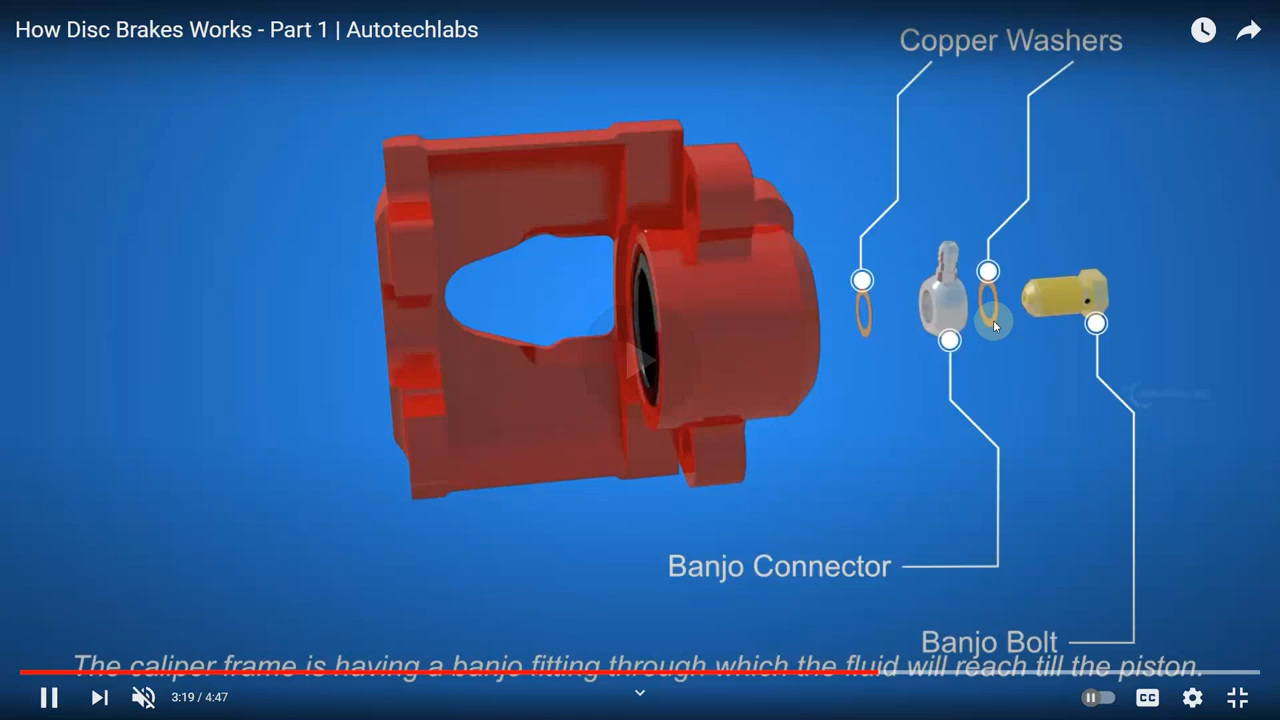 How Disc Brakes Works - Part 1 | Autotechlabs
Copper Washers
Banjo Connector
Banjo Bolt
The caliper frame is having a banjo fitting through which the fluid will reach till the piston.
3:19 / 4:47
CC